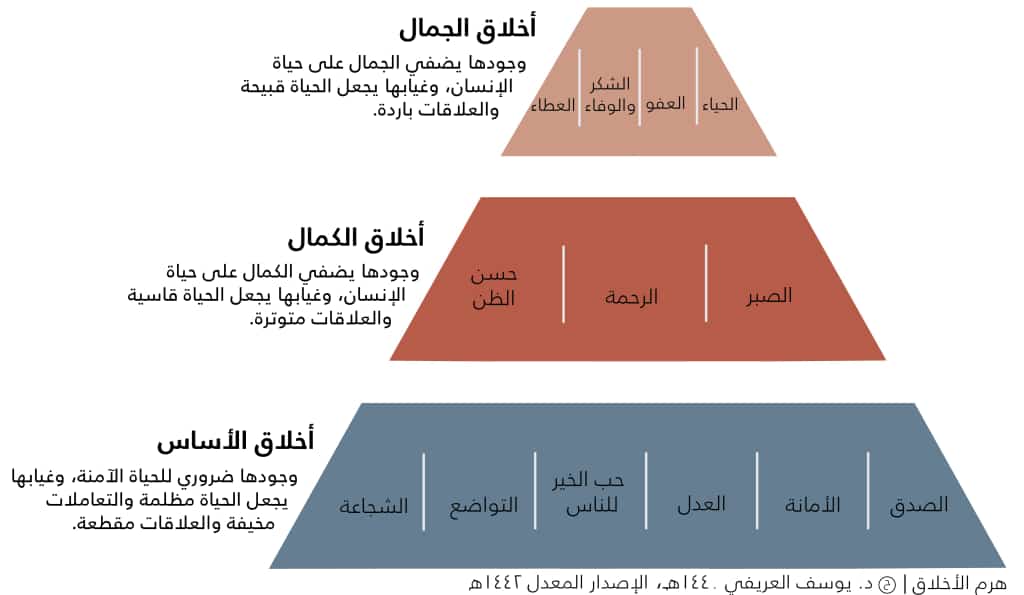 أخلاق الجمال
وجودها يضفي الجمال على حياة
الإنسان، وغيابها يجعل الحياة قبيحة
والعلاقات باردة.
الحياء
العفو
الشكر
والوفاء
العطاء
أخلاق الكمال
وجودها يضفي الكمال على حياة
الإنسان، وغيابها يجعل الحياة قاسية
والعلاقات متوترة.
الصبر
الرحمة
حسن
الظن
أخلاق الأساس
وجودها ضروري للحياة الآمنة، وغيابها
يجعل الحياة مظلمة والتعاملات
مخيفة والعلاقات مقطعة.
الصدق
الأمانة
العدل
حب الخير
للناس
التواضع
الشجاعة
هرم الأخلاق | د. يوسف العريفي ١٤٤٠هـ، الإصدار المعدل ١٤٤٢هـ